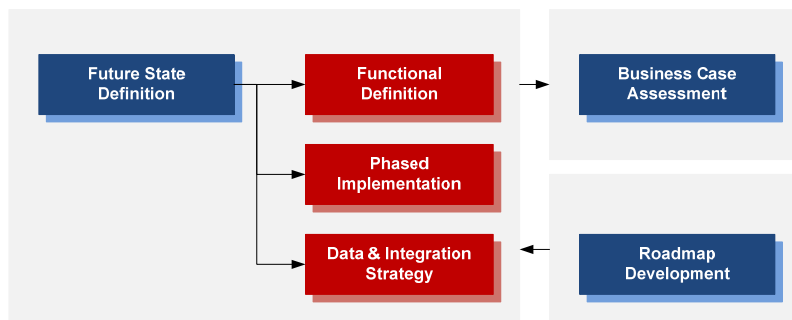 Future State
Definition
Functional
Definition
Business Case
Assessment
Phased
Implementation
Data & Integration
Strategy
Roadmap
Development